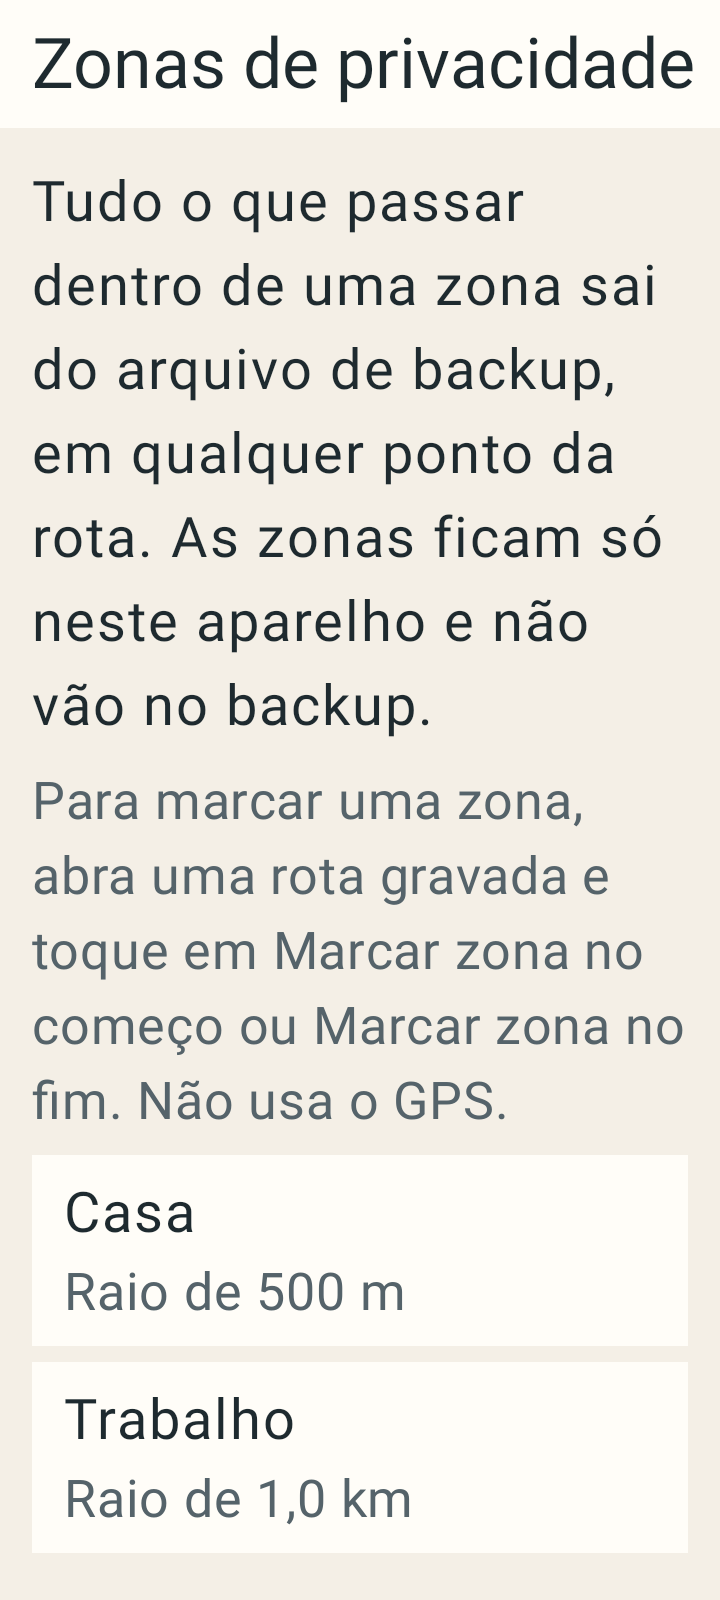 Zonas de privacidade
Tudo o que passar
dentro de uma zona sai
do arquivo de backup,
em qualquer ponto da
rota. As zonas ficam só
neste aparelho e não
vão no backup.
Para marcar uma zona,
abra uma rota gravada e
toque em Marcar zona no
começo ou Marcar zona no
fim. Não usa o GPS.
Casa
Raio de 500 m
Trabalho
Raio de 1,0 km